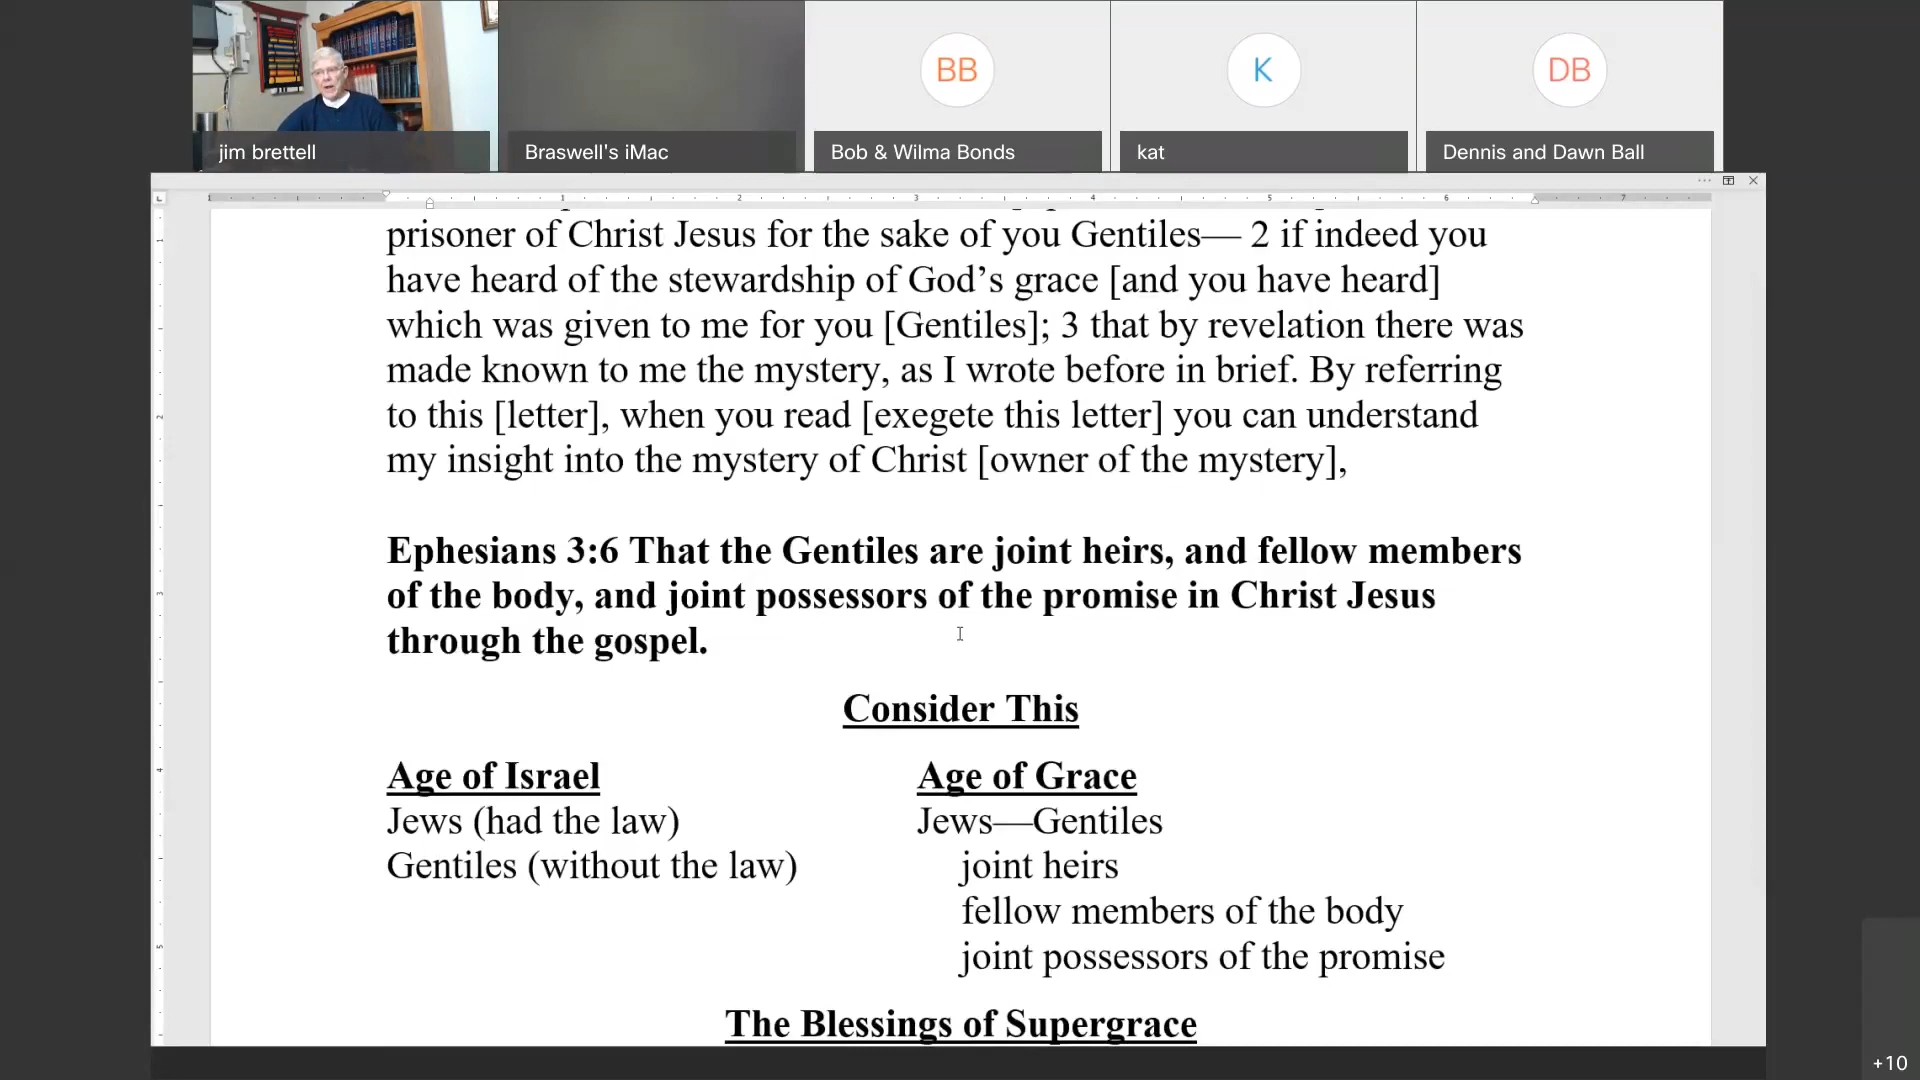 BB
K
DB
jim brettell
Braswell's iMac
Bob & Wilma Bonds
kat
Dennis and Dawn Ball
1 1 2 3 4 5 6 7
prisoner of Christ Jesus for the sake of you Gentiles— 2 if indeed you
have heard of the stewardship of God’s grace [and you have heard]
which was given to me for you [Gentiles]; 3 that by revelation there was
made known to me the mystery, as I wrote before in brief. By referring
to this [letter], when you read [exegete this letter] you can understand
my insight into the mystery of Christ [owner of the mystery],
Ephesians 3:6 That the Gentiles are joint heirs, and fellow members
of the body, and joint possessors of the promise in Christ Jesus
through the gospel.
Consider This
Age of Israel
Jews (had the law)
Gentiles (without the law)
Age of Grace
Jews—Gentiles
joint heirs
fellow members of the body
joint possessors of the promise
The Blessings of Supergrace
+10